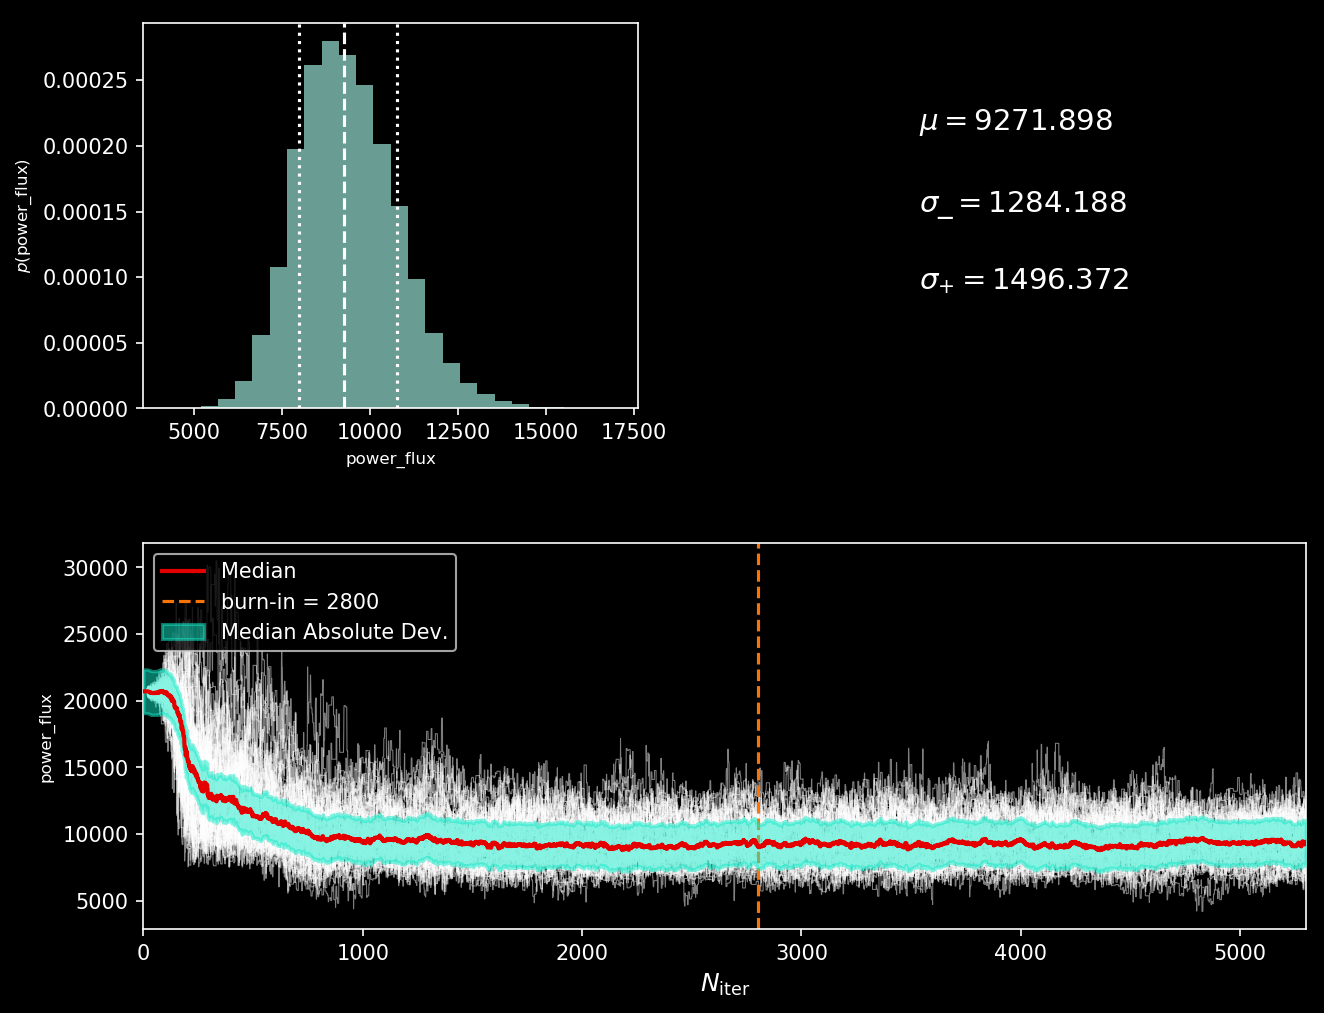 0.00025
0.00020
0.00015
0.00010
0.00005
0.00000
p(power_flux)
5000 7500 10000 12500 15000 17500
power_flux
μ = 9271.898
σ_ = 1284.188
σ+ = 1496.372
30000
25000
20000
15000
10000
5000
power_flux
Median
burn-in = 2800
Median Absolute Dev.
0 1000 2000 3000 4000 5000
Niter